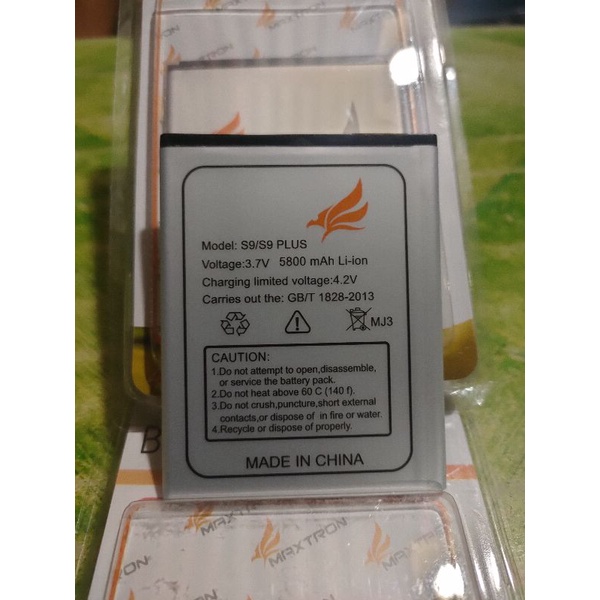 MAXTRON
Model: S9/S9 PLUS
Voltage:3.7V 5800 mAh Li-ion
Charging limited voltage:4.2V
Carries out the: GB/T 1828-2013
MJ3
CAUTION:
1.Do not attempt to open,disassemble,
or service the battery pack.
2.Do not heat above 60 C (140 f).
3.Do not crush,puncture,short external
contacts,or dispose of in fire or water.
4.Recycle or dispose of properly.
MADE IN CHINA
B
MAXTRON
MAXTRON